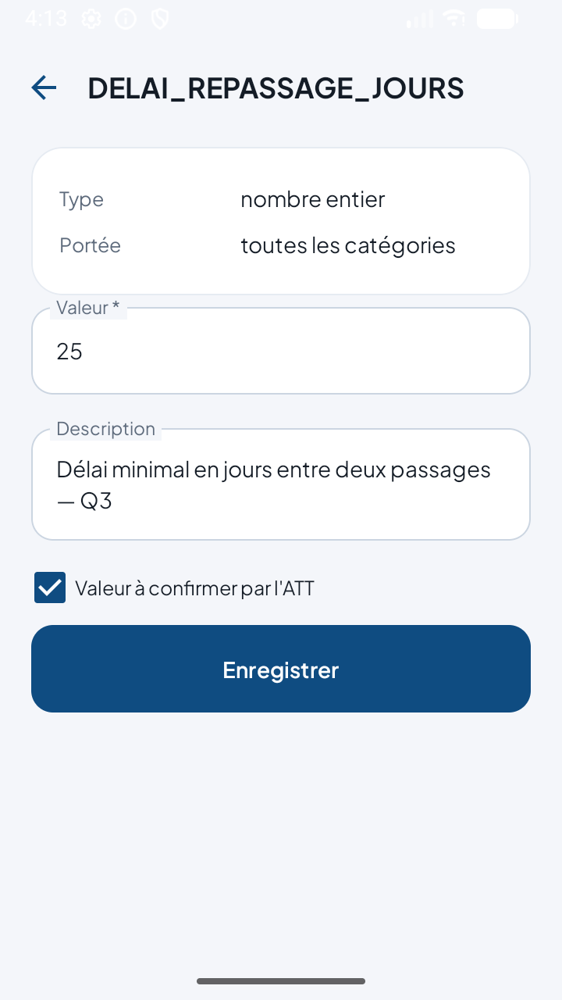 4:13
DELAI_REPASSAGE_JOURS
Type nombre entier
Portée toutes les catégories
Valeur *
25
Description
Délai minimal en jours entre deux passages
— Q3
Valeur à confirmer par l'ATT
Enregistrer